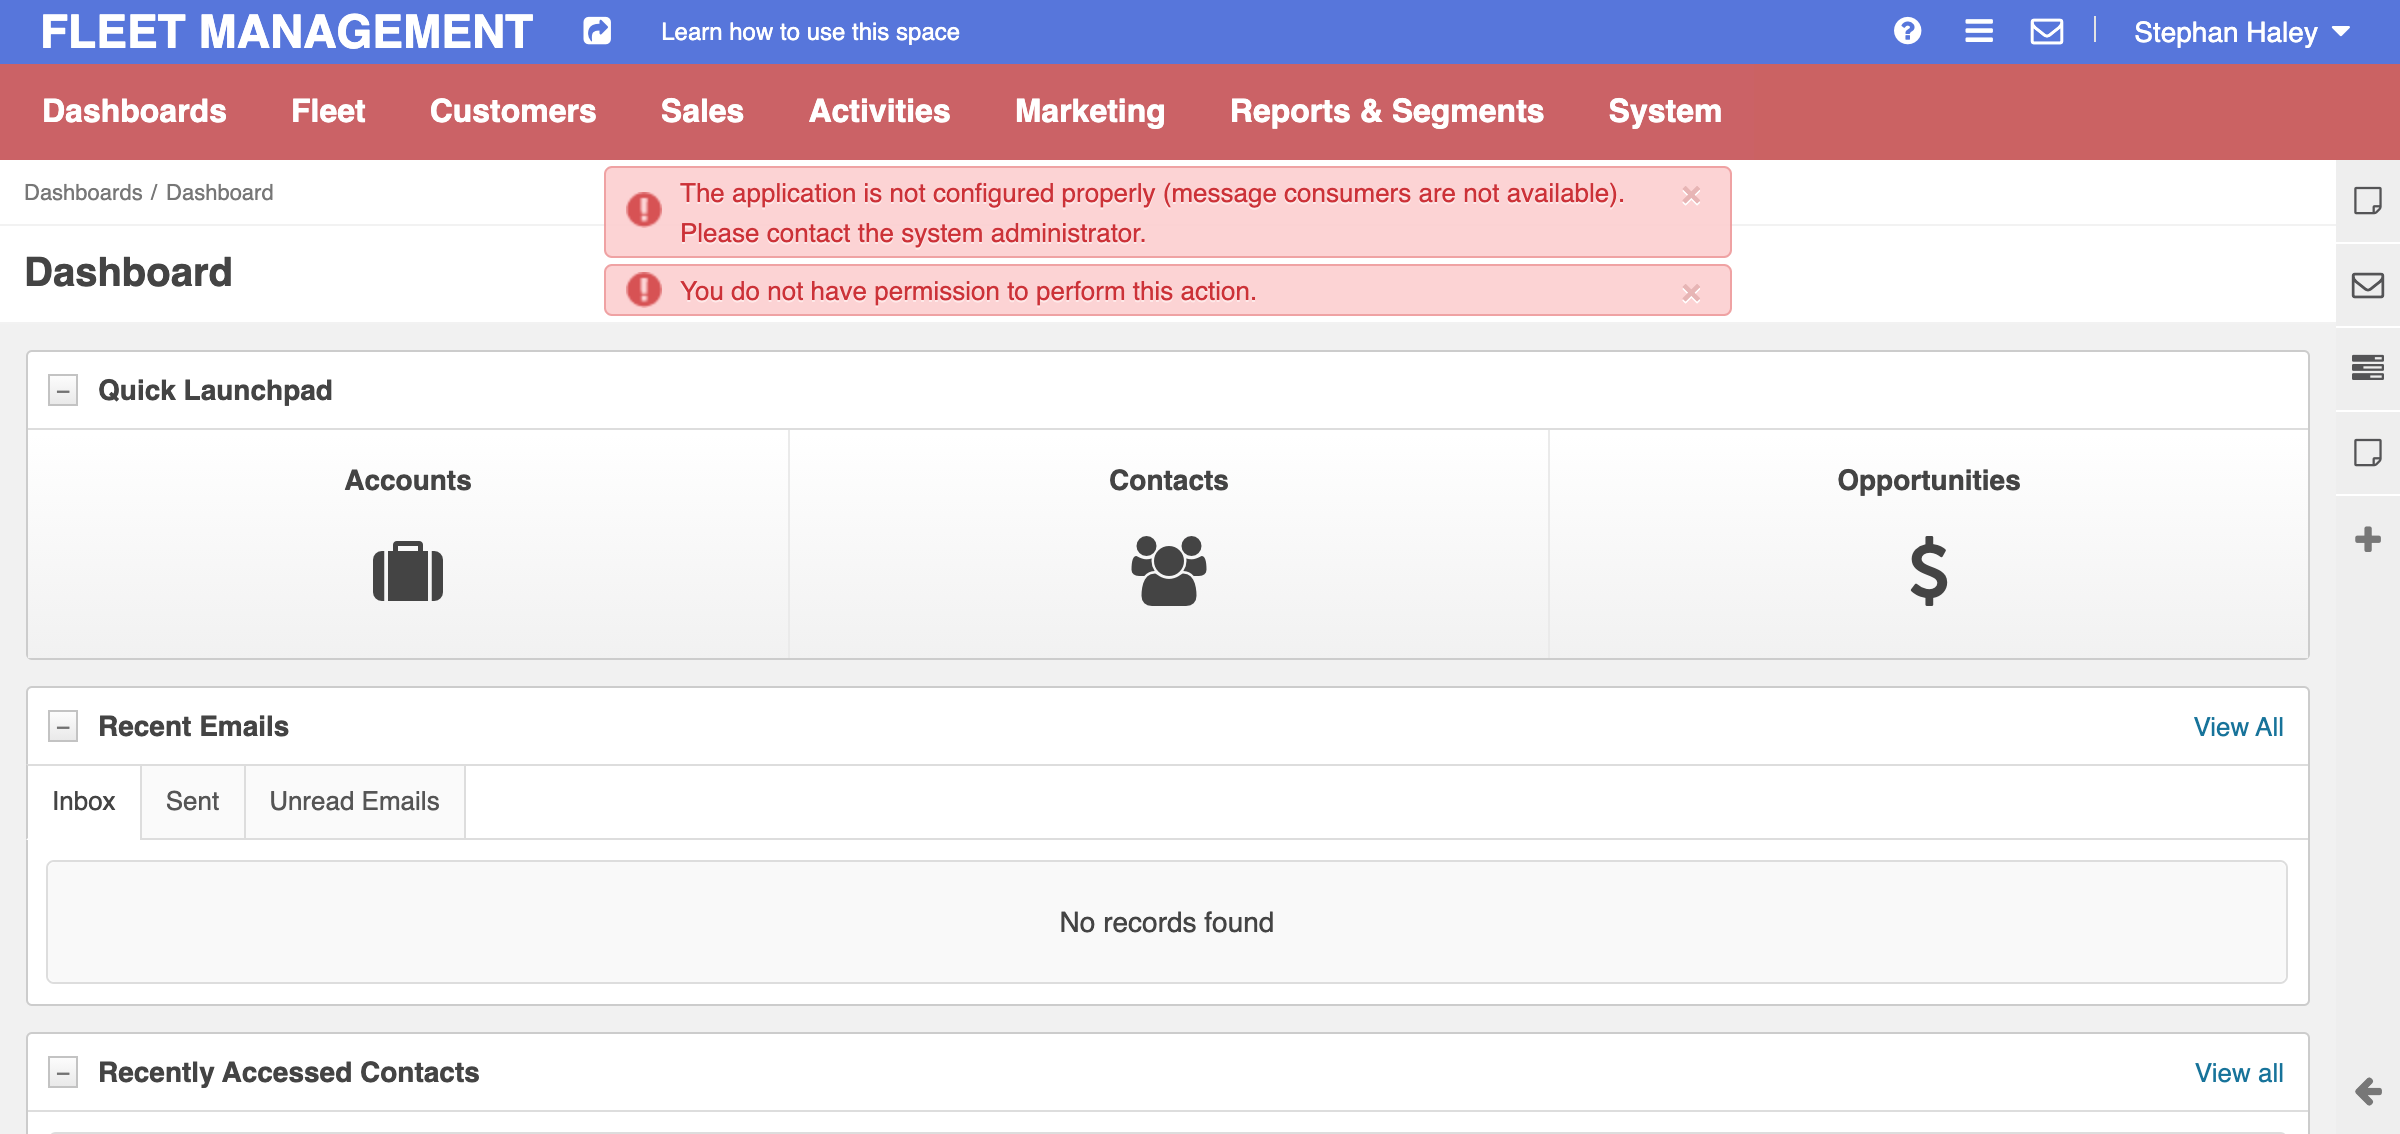 FLEET MANAGEMENT
Learn how to use this space
Stephan Haley
Dashboards
Fleet
Customers
Sales
Activities
Marketing
Reports & Segments
System
Dashboards / Dashboard
The application is not configured properly (message consumers are not available).
Please contact the system administrator.
You do not have permission to perform this action.
Dashboard
Quick Launchpad
Accounts
Contacts
Opportunities
Recent Emails
View All
Inbox
Sent
Unread Emails
No records found
Recently Accessed Contacts
View all